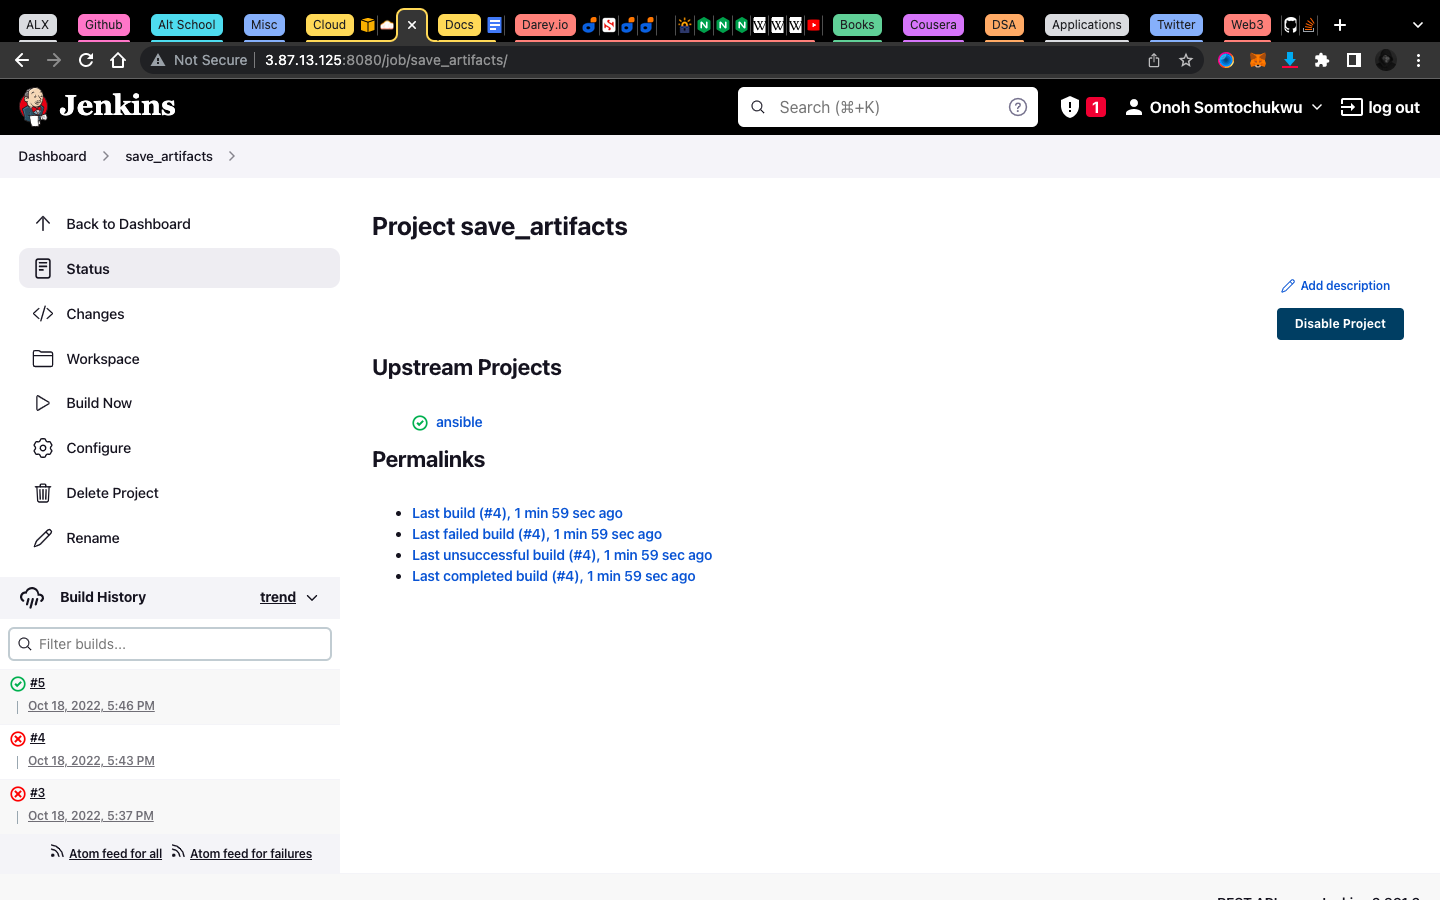 ALX Github Alt School Misc Cloud Docs Darey.io Books Cousera DSA Applications Twitter Web3
Not Secure 3.87.13.125:8080/job/save_artifacts/
Jenkins Search (⌘+K) 1 Onoh Somtochukwu log out
Dashboard save_artifacts
Back to Dashboard
Status
Changes
Workspace
Build Now
Configure
Delete Project
Rename
Build History trend
Filter builds...
#5
Oct 18, 2022, 5:46 PM
#4
Oct 18, 2022, 5:43 PM
#3
Oct 18, 2022, 5:37 PM
Atom feed for all Atom feed for failures
Project save_artifacts
Add description
Disable Project
Upstream Projects
ansible
Permalinks
Last build (#4), 1 min 59 sec ago
Last failed build (#4), 1 min 59 sec ago
Last unsuccessful build (#4), 1 min 59 sec ago
Last completed build (#4), 1 min 59 sec ago